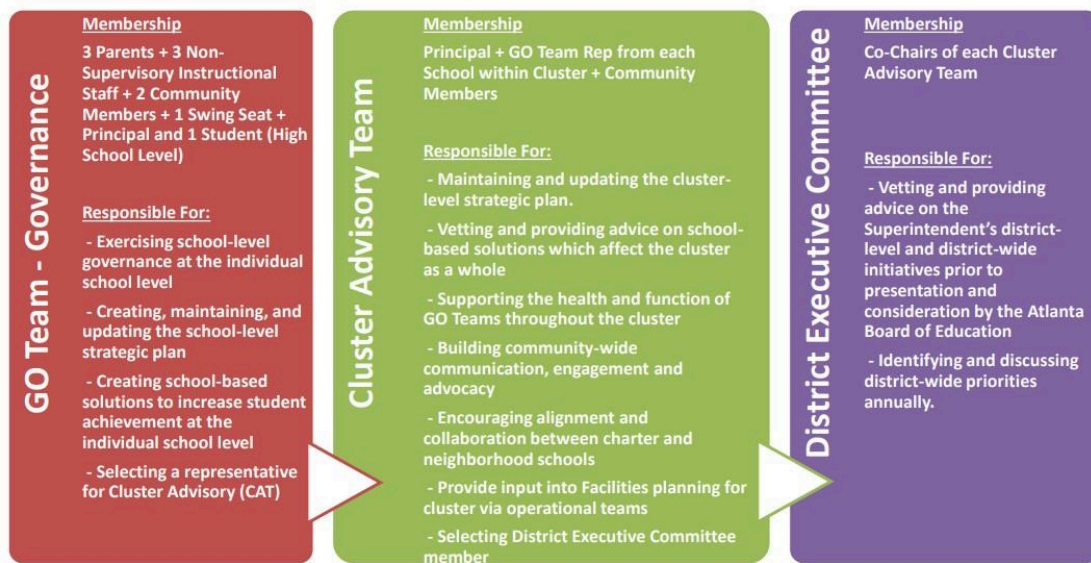 GO Team - Governance
Membership
3 Parents + 3 Non-
Supervisory Instructional
Staff + 2 Community
Members + 1 Swing Seat +
Principal and 1 Student (High
School Level)
Responsible For:
- Exercising school-level
governance at the individual
school level
- Creating, maintaining, and
updating the school-level
strategic plan
- Creating school-based
solutions to increase student
achievement at the
individual school level
- Selecting a representative
for Cluster Advisory (CAT)
Cluster Advisory Team
Membership
Principal + GO Team Rep from each
School within Cluster + Community
Members
Responsible For:
- Maintaining and updating the cluster-
level strategic plan.
- Vetting and providing advice on school-
based solutions which affect the cluster
as a whole
- Supporting the health and function of
GO Teams throughout the cluster
- Building community-wide
communication, engagement and
advocacy
- Encouraging alignment and
collaboration between charter and
neighborhood schools
- Provide input into Facilities planning for
cluster via operational teams
- Selecting District Executive Committee
member
District Executive Committee
Membership
Co-Chairs of each Cluster
Advisory Team
Responsible For:
- Vetting and providing
advice on the
Superintendent's district-
level and district-wide
initiatives prior to
presentation and
consideration by the Atlanta
Board of Education
- Identifying and discussing
district-wide priorities
annually.